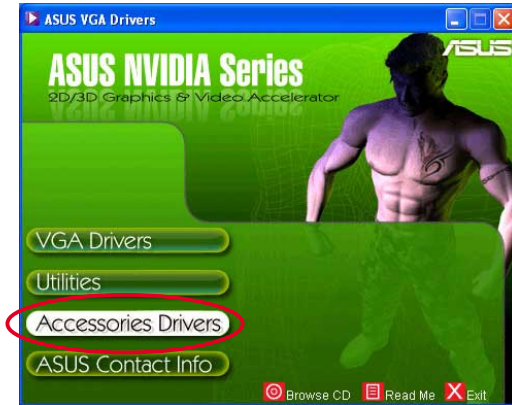 ASUS VGA Drivers
ASUS
ASUS NVIDIA Series
2D/3D Graphics & Video Accelerator
VGA Drivers
Utilities
Accessories Drivers
ASUS Contact Info
Browse CD Read Me Exit